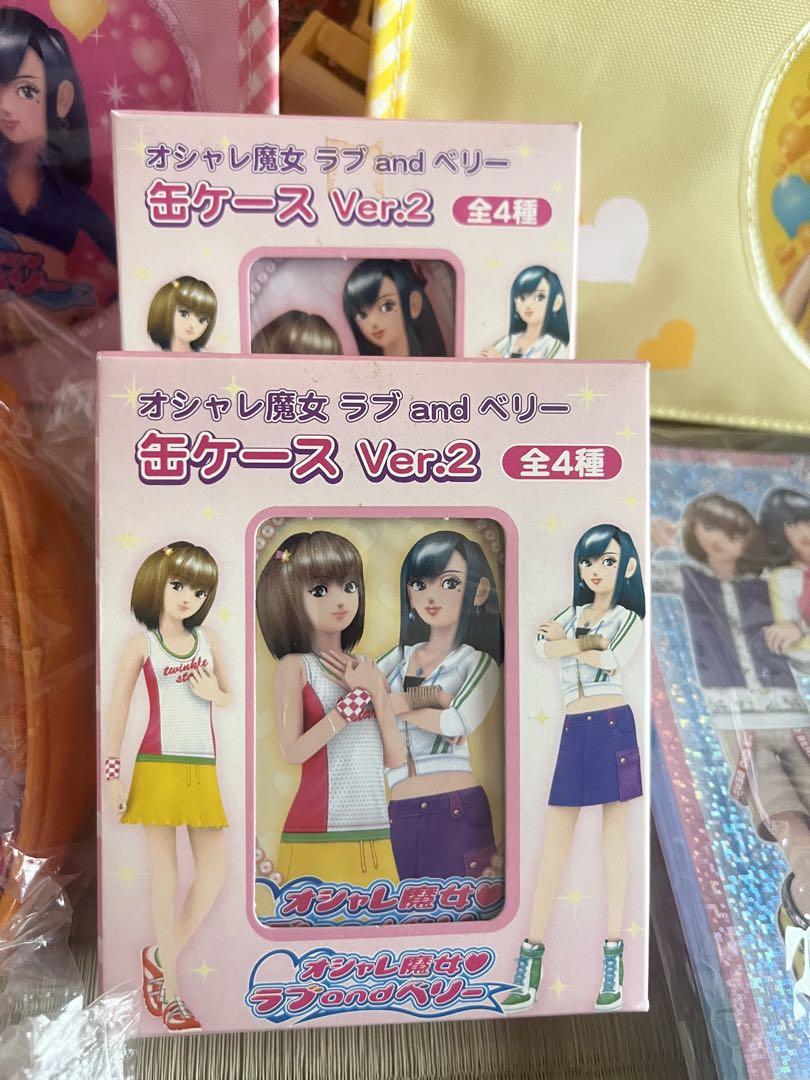 オシャレ魔女 ラブ and ベリー
缶ケース Ver.2 全4種
オシャレ魔女 ラブ and ベリー
缶ケース Ver.2 全4種
twinkle
star
オシャレ魔女♥
オシャレ魔女♥
ラブandベリー